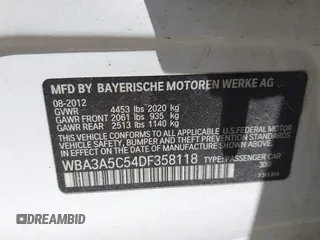 MFD BY BAYERISCHE MOTOREN WERKE AG
08-2012
GVWR 4453 lbs 2020 kg
GAWR FRONT 2061 lbs 935 kg
GAWR REAR 2513 lbs 1140 kg
THIS VEHICLE CONFORMS TO ALL APPLICABLE U.S. FEDERAL
MOTOR VEHICLE SAFETY, BUMPER, AND THEFT PREVENTION
STANDARDS IN EFFECT ON THE DATE OF MANUFACTURE
SHOWN ABOVE.
WBA3A5C54DF358118 TYPE: PASSENGER CAR
300
DREAMBID